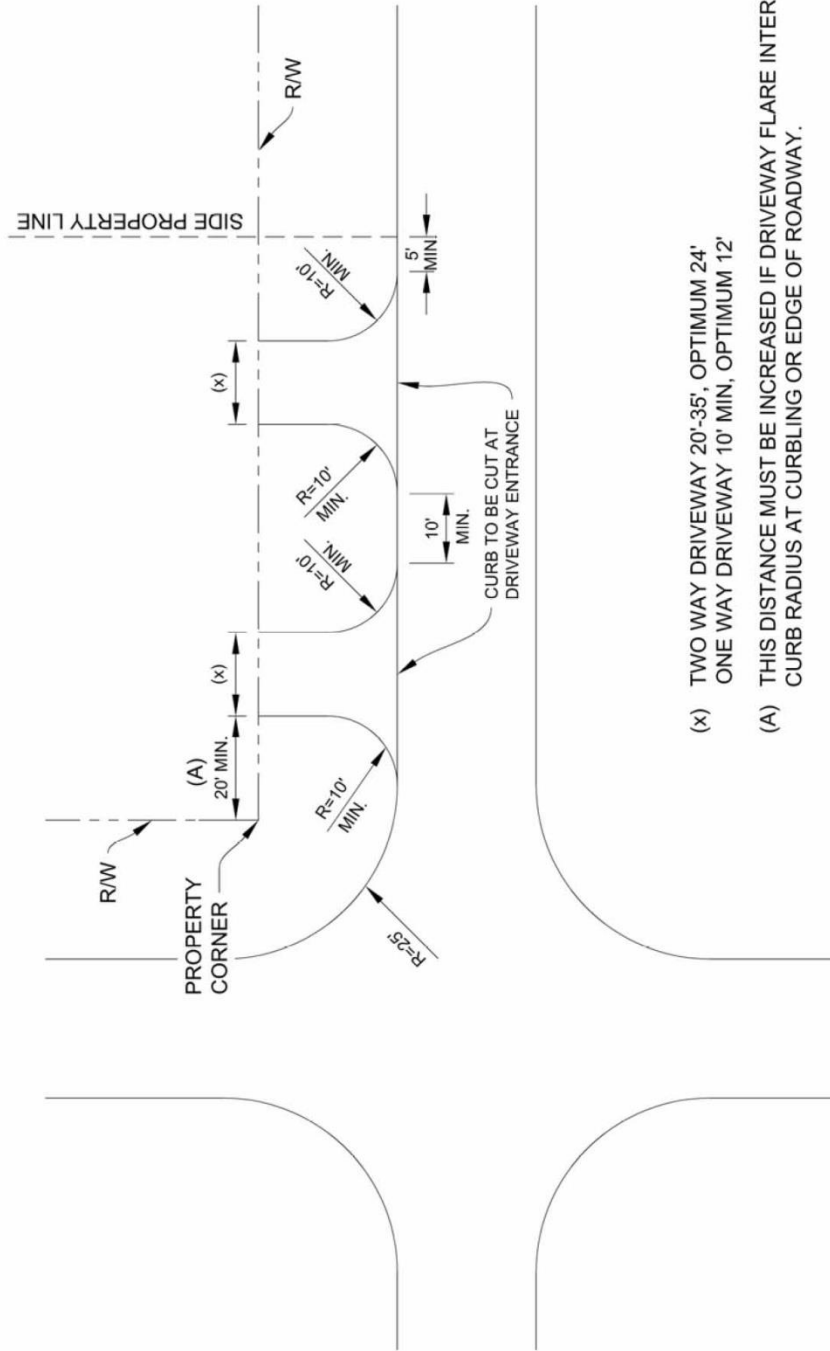 SIDE PROPERTY LINE
R/W
R/W
PROPERTY
CORNER
(A)
20' MIN.
(x)
(x)
R=10'
MIN.
R=10'
MIN.
R=10'
MIN.
R=10'
MIN.
5'
MIN.
10'
MIN.
R=25'
CURB TO BE CUT AT
DRIVEWAY ENTRANCE
(x) TWO WAY DRIVEWAY 20'-35', OPTIMUM 24'
ONE WAY DRIVEWAY 10' MIN, OPTIMUM 12'
(A) THIS DISTANCE MUST BE INCREASED IF DRIVEWAY FLARE INTER
CURB RADIUS AT CURBLING OR EDGE OF ROADWAY.